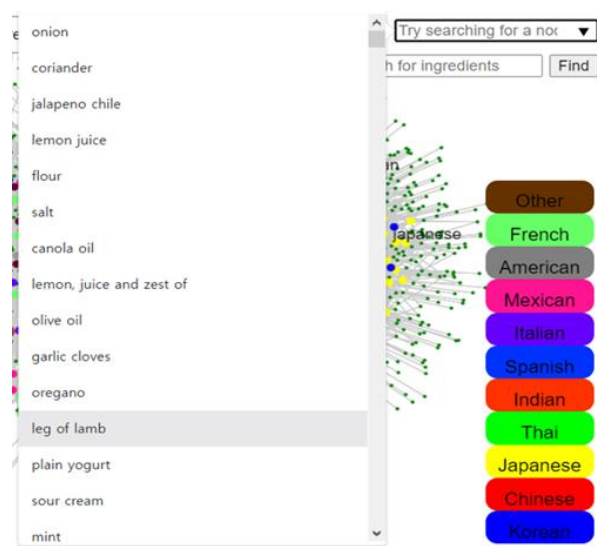 onion
coriander
jalapeno chile
lemon juice
flour
salt
canola oil
lemon, juice and zest of
olive oil
garlic cloves
oregano
leg of lamb
plain yogurt
sour cream
mint
Try searching for a noc
h for ingredients
Find
japanese
Other
French
American
Mexican
Italian
Spanish
Indian
Thai
Japanese
Chinese
Korean